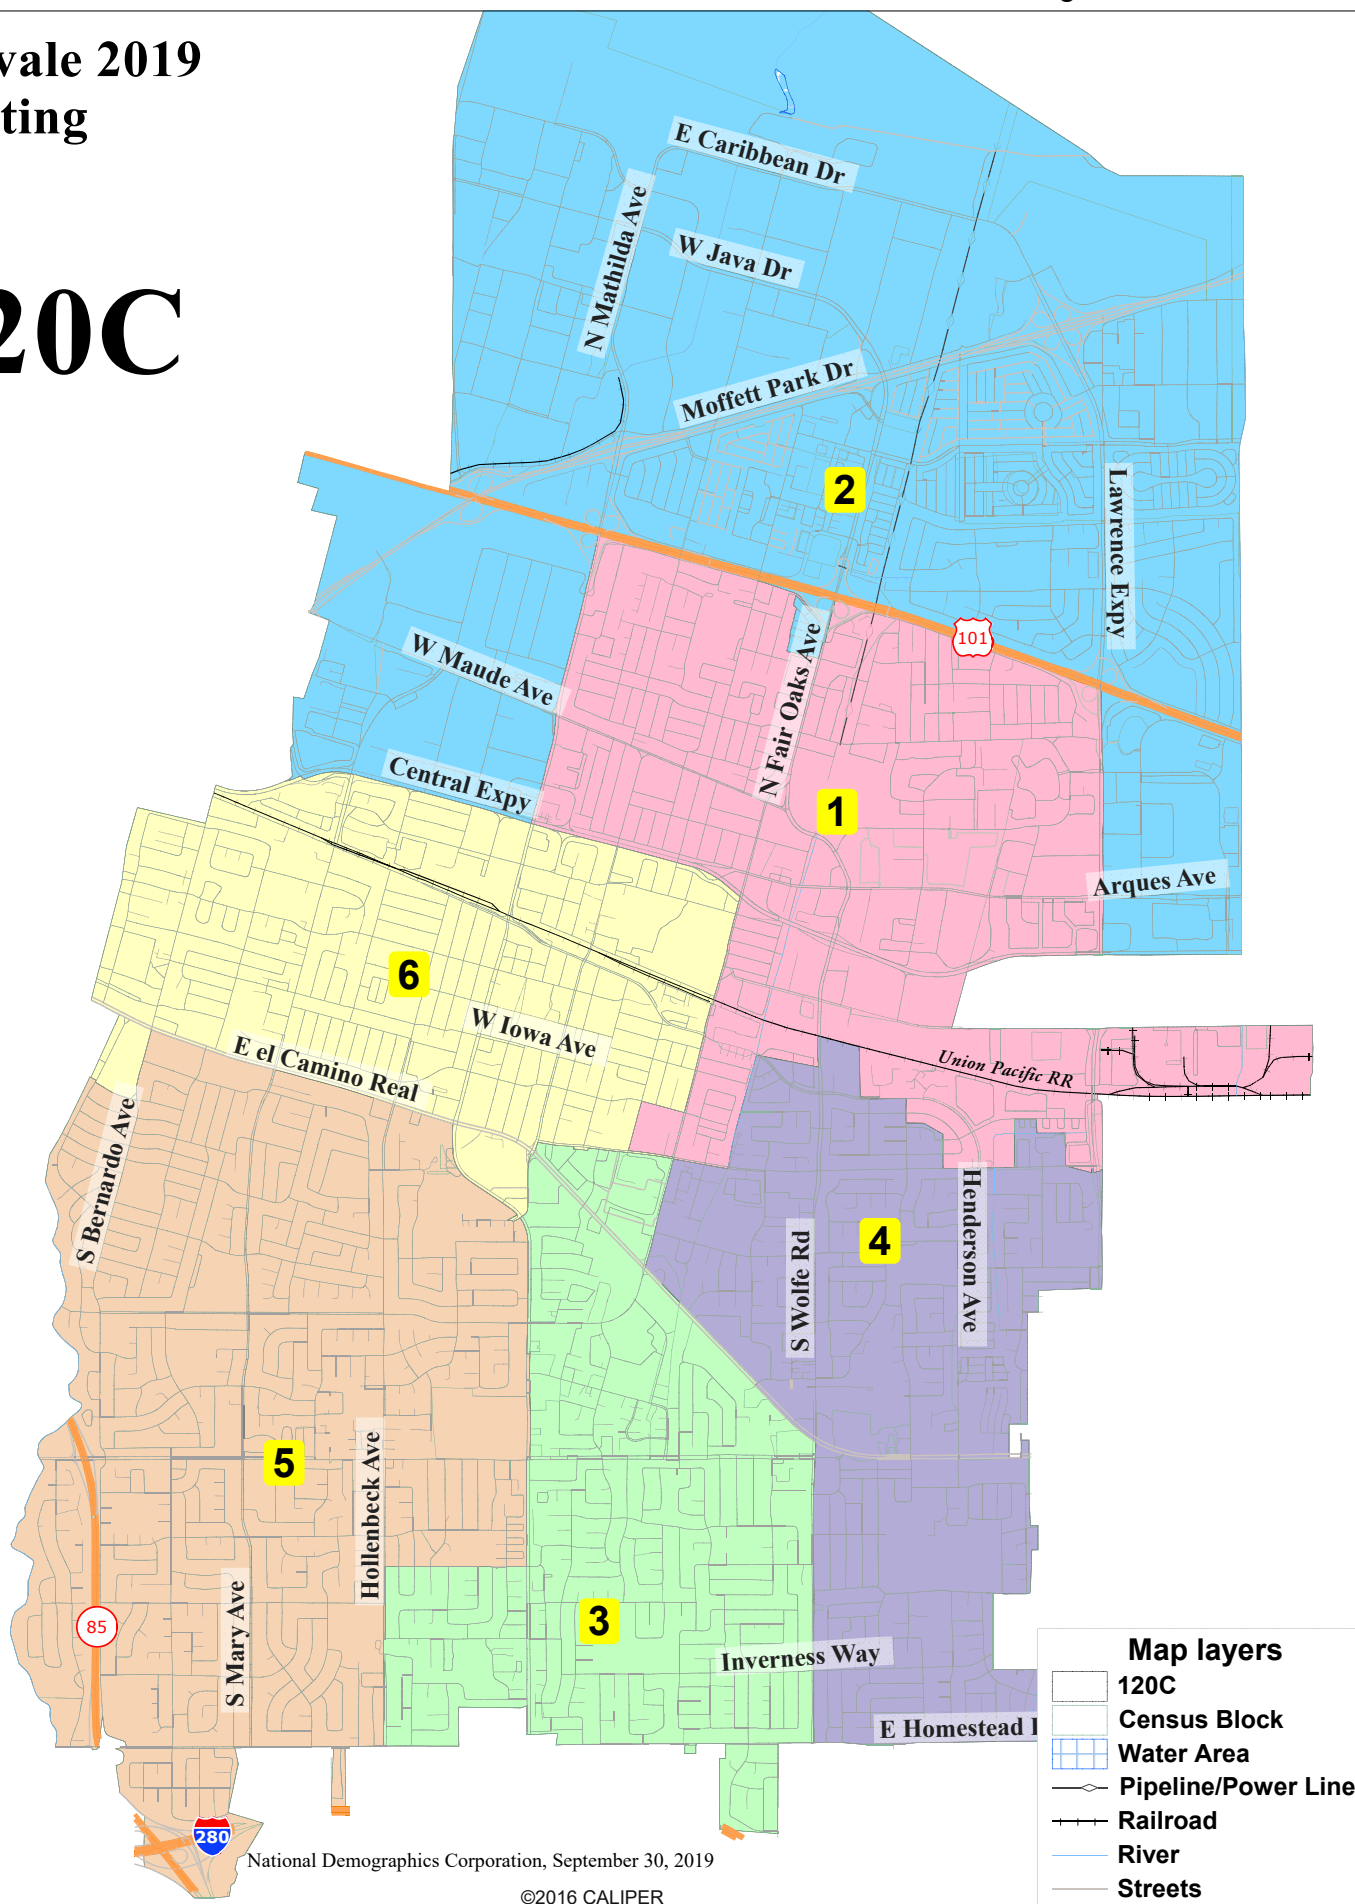 vale 2019
ting
20C
E Caribbean Dr
N Mathilda Ave
W Java Dr
Moffett Park Dr
2
Lawrence Expy
101
W Maude Ave
N Fair Oaks Ave
Central Expy
1
Arques Ave
6
W Iowa Ave
E el Camino Real
Union Pacific RR
S Bernardo Ave
Henderson Ave
S Wolfe Rd
4
5
Hollenbeck Ave
S Mary Ave
85
3
Inverness Way
E Homestead
280
Map layers
120C
Census Block
Water Area
Pipeline/Power Line
Railroad
River
Streets
National Demographics Corporation, September 30, 2019
©2016 CALIPER